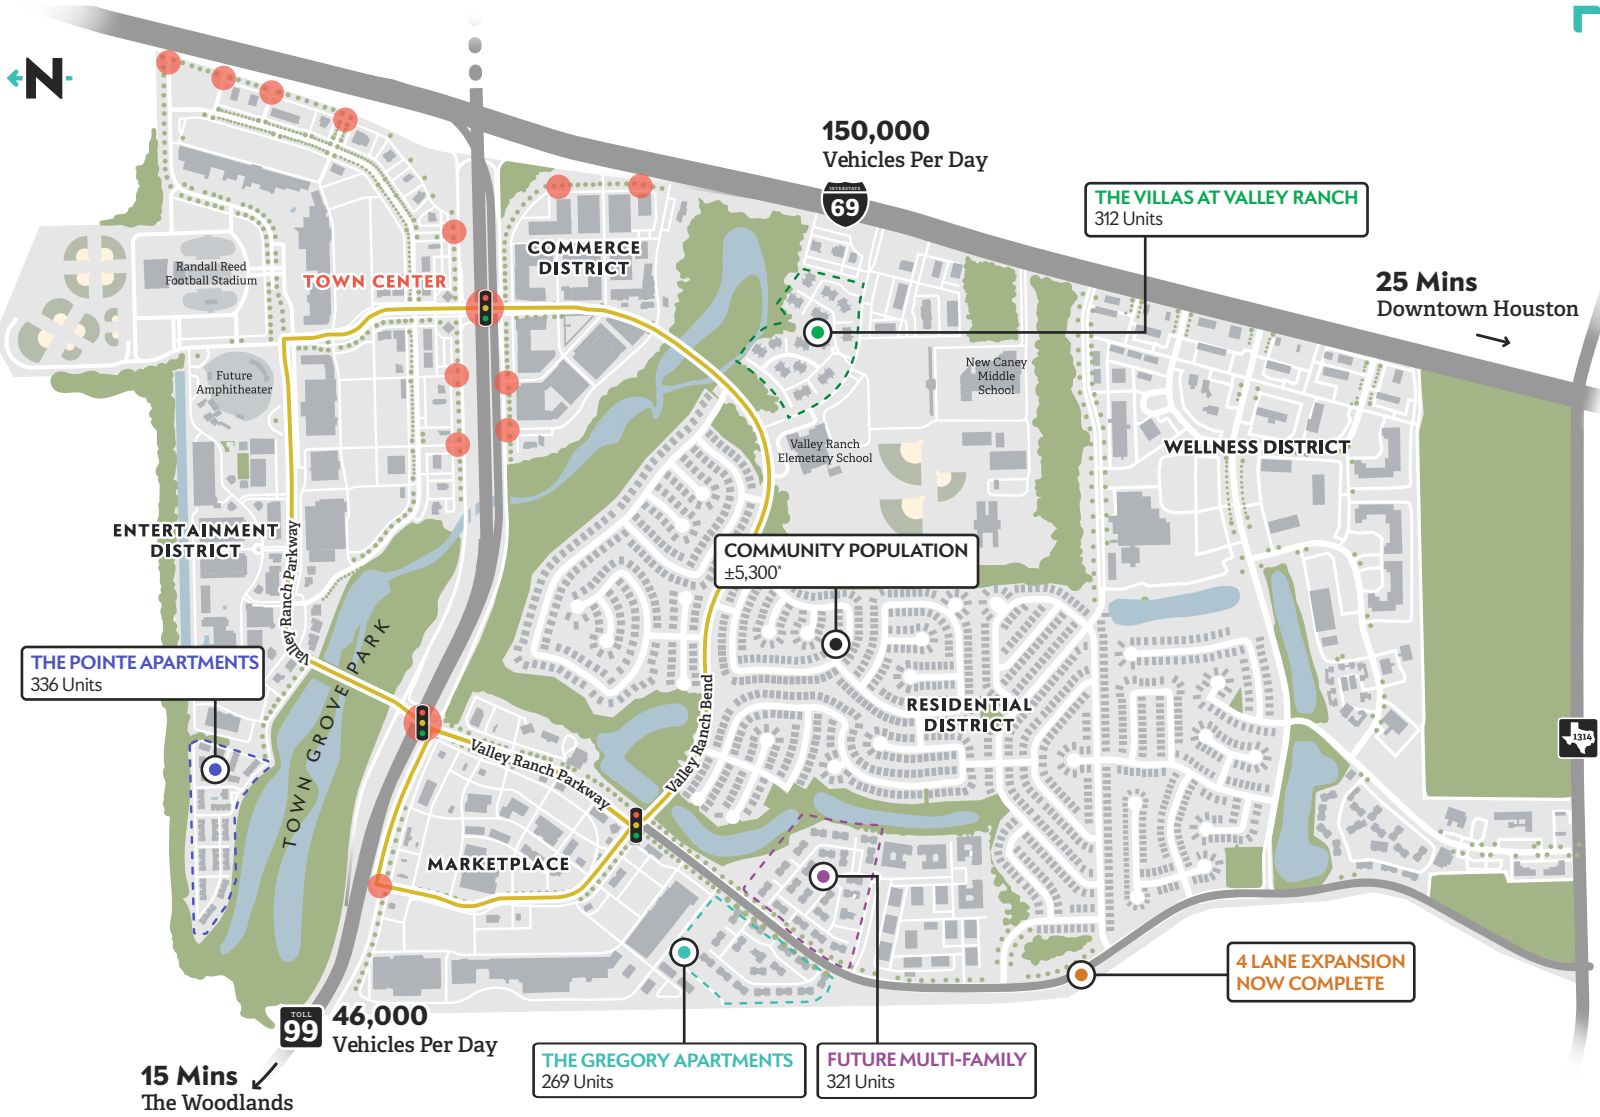 N
150,000
Vehicles Per Day
INTERSTATE
69
THE VILLAS AT VALLEY RANCH
312 Units
25 Mins
Downtown Houston
COMMERCE
DISTRICT
Randall Reed
Football Stadium
TOWN CENTER
Future
Amphitheater
New Caney
Middle
School
Valley Ranch
Elemetary School
WELLNESS DISTRICT
ENTERTAINMENT
DISTRICT
Valley Ranch Parkway
COMMUNITY POPULATION
±5,300*
THE POINTE APARTMENTS
336 Units
TOWN GROVE PARK
RESIDENTIAL
DISTRICT
Valley Ranch Bend
Valley Ranch Parkway
1314
MARKETPLACE
4 LANE EXPANSION
NOW COMPLETE
TOLL
99
46,000
Vehicles Per Day
THE GREGORY APARTMENTS
269 Units
FUTURE MULTI-FAMILY
321 Units
15 Mins
The Woodlands